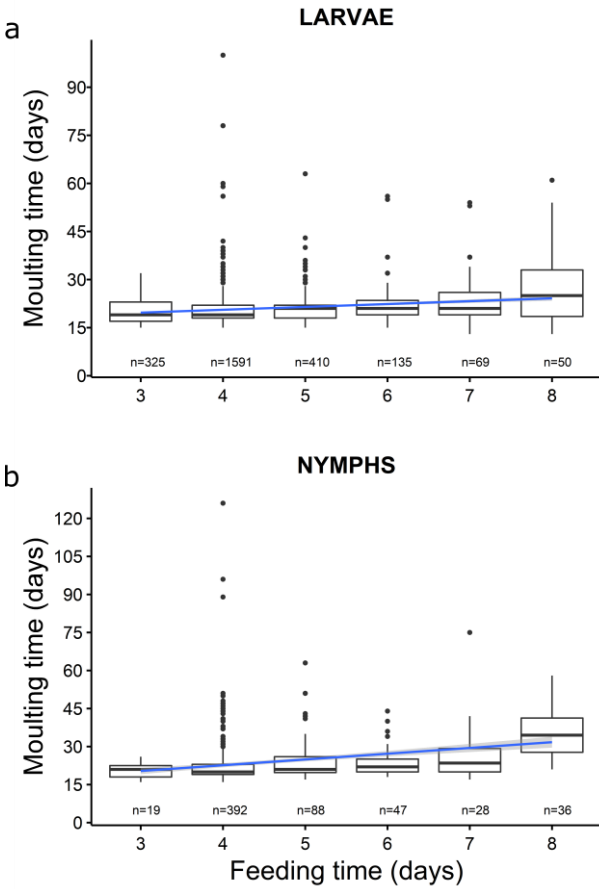 LARVAE
a
Moulting time (days)
90
75
60
45
30
15
0
n=325 n=1591 n=410 n=135 n=69 n=50
3 4 5 6 7 8
NYMPHS
b
Moulting time (days)
120
105
90
75
60
45
30
15
0
n=19 n=392 n=88 n=47 n=28 n=36
3 4 5 6 7 8
Feeding time (days)